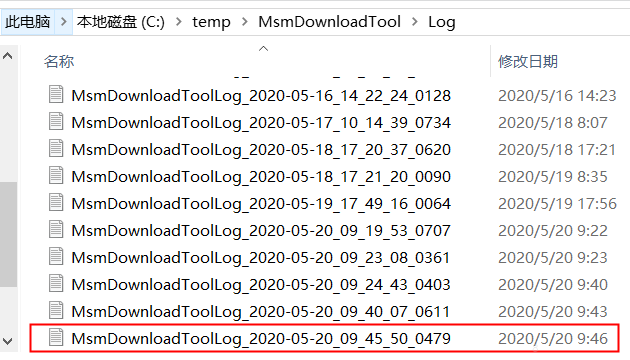 此电脑 > 本地磁盘 (C:) > temp > MsmDownloadTool > Log
名称 修改日期
MsmDownloadToolLog_2020-05-16_14_22_24_0128 2020/5/16 14:23
MsmDownloadToolLog_2020-05-17_10_14_39_0734 2020/5/18 8:07
MsmDownloadToolLog_2020-05-18_17_20_37_0620 2020/5/18 17:21
MsmDownloadToolLog_2020-05-18_17_21_20_0090 2020/5/19 8:35
MsmDownloadToolLog_2020-05-19_17_49_16_0064 2020/5/19 17:56
MsmDownloadToolLog_2020-05-20_09_19_53_0707 2020/5/20 9:22
MsmDownloadToolLog_2020-05-20_09_23_08_0361 2020/5/20 9:23
MsmDownloadToolLog_2020-05-20_09_24_43_0403 2020/5/20 9:40
MsmDownloadToolLog_2020-05-20_09_40_07_0611 2020/5/20 9:43
MsmDownloadToolLog_2020-05-20_09_45_50_0479 2020/5/20 9:46